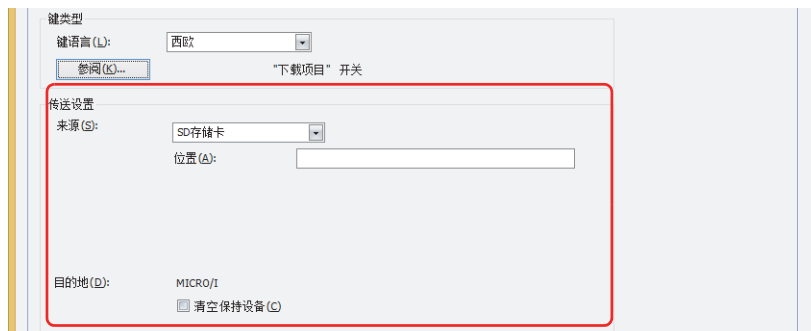 键类型
键语言(L): 西欧
参阅(K)... "下载项目" 开关
传送设置
来源(S): SD存储卡
位置(A):
目的地(D): MICRO/I
清空保持设备(C)